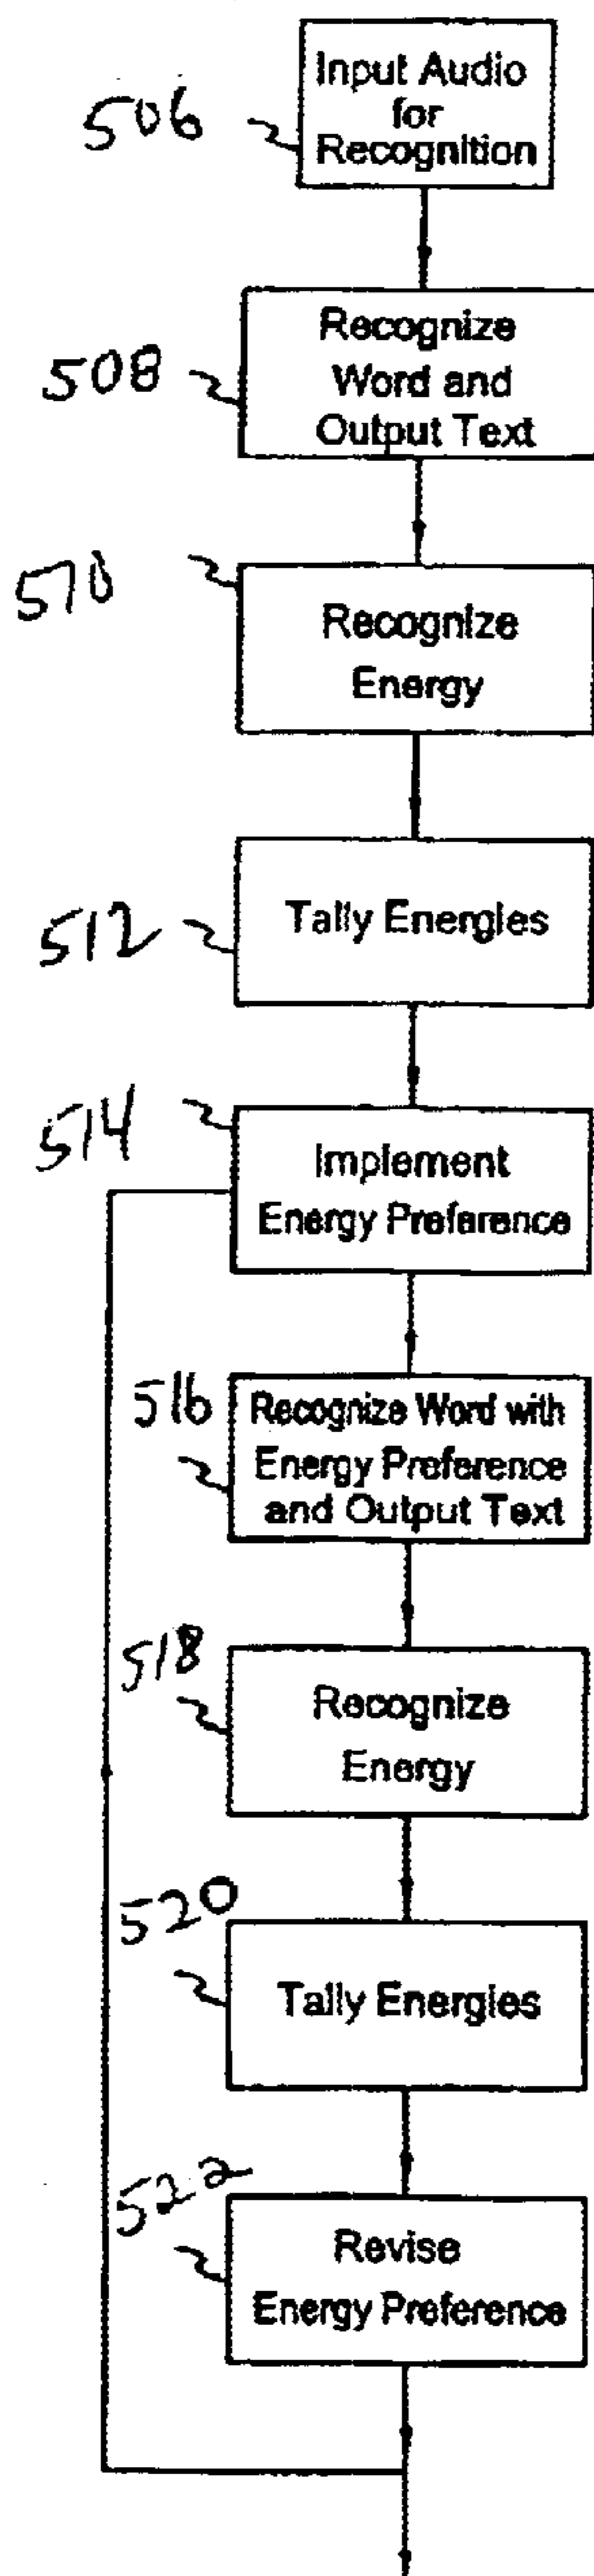 506
Input Audio
for
Recognition
508
Recognize
Word and
Output Text
510
Recognize
Energy
512
Tally Energies
514
Implement
Energy Preference
516
Recognize Word with
Energy Preference
and Output Text
518
Recognize
Energy
520
Tally Energies
522
Revise
Energy Preference